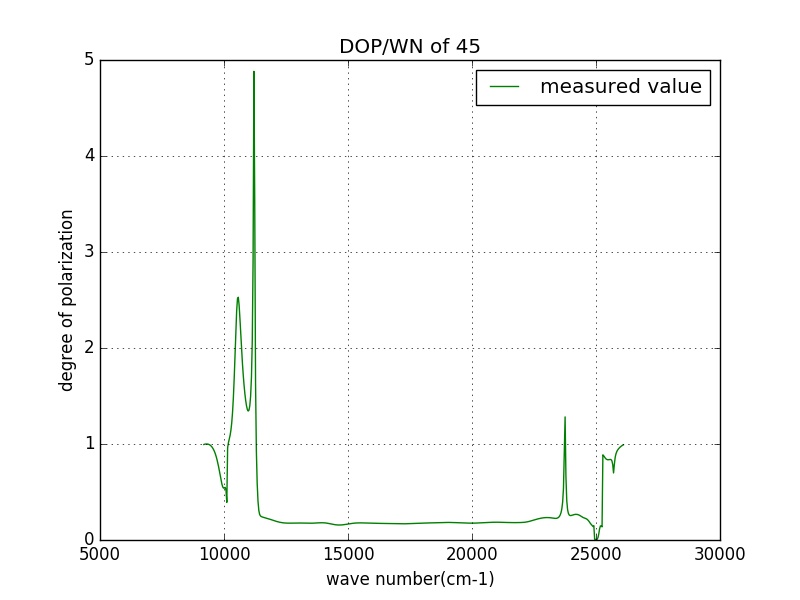 DOP/WN of 45
measured value
degree of polarization
5
4
3
2
1
0
5000 10000 15000 20000 25000 30000
wave number(cm-1)